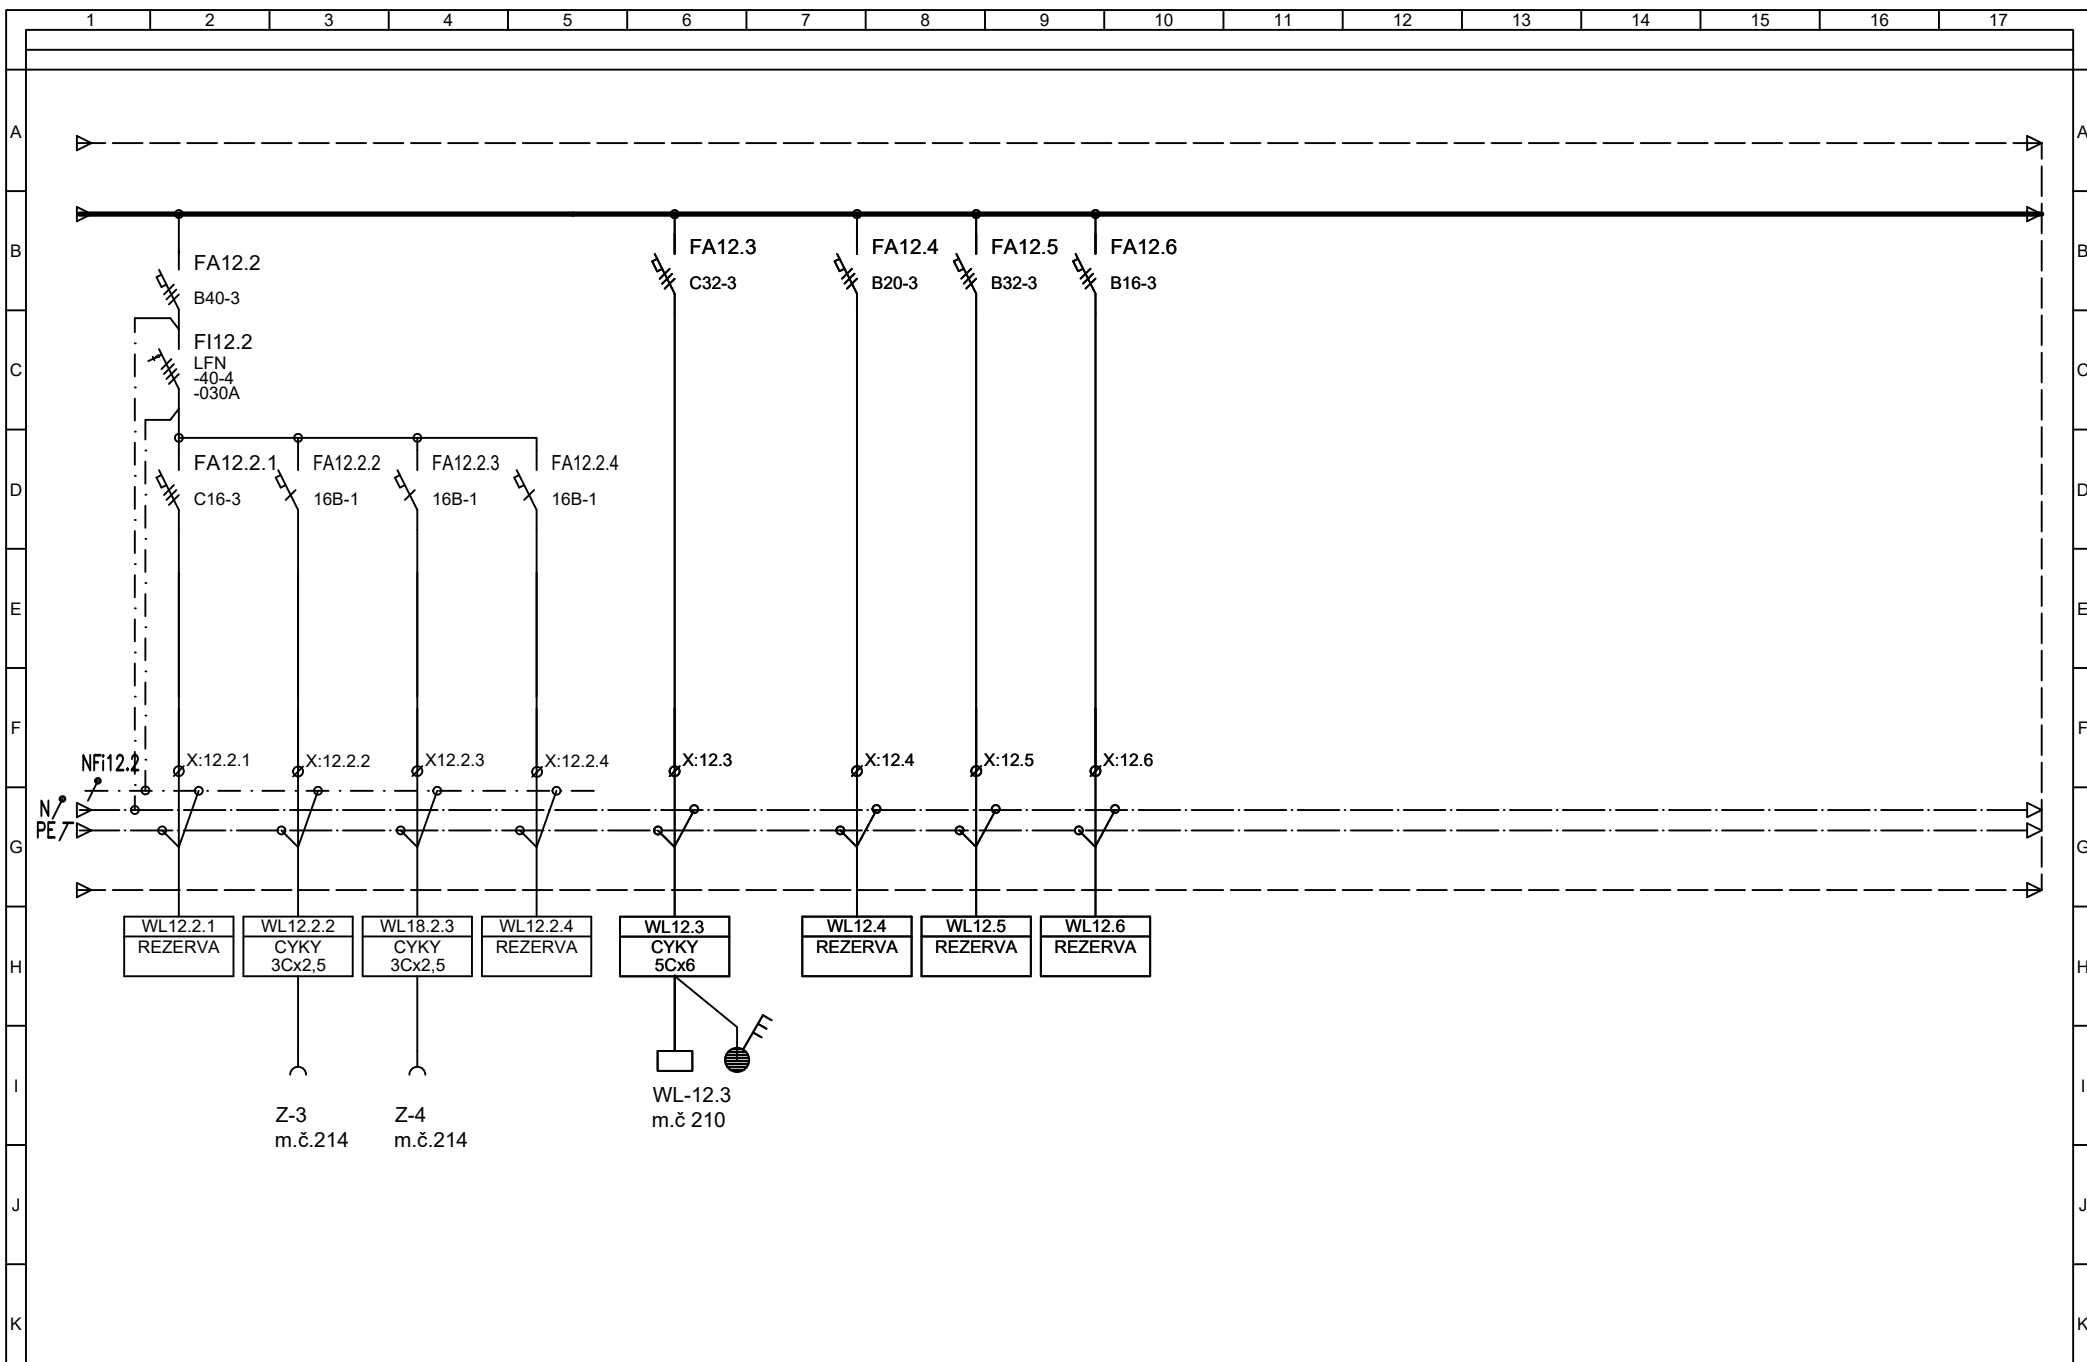 1 2 3 4 5 6 7 8 9 10 11 12 13 14 15 16 17
A A
B B
FA12.2 FA12.3 FA12.4 FA12.5 FA12.6
B40-3 C32-3 B20-3 B32-3 B16-3
FI12.2
LFN
-40-4
-030A
C C
FA12.2.1 FA12.2.2 FA12.2.3 FA12.2.4
C16-3 16B-1 16B-1 16B-1
D D
E E
F F
NFi12.2 X:12.2.1 X:12.2.2 X12.2.3 X:12.2.4 X:12.3 X:12.4 X:12.5 X:12.6
N
PE
G G
WL12.2.1 WL12.2.2 WL18.2.3 WL12.2.4 WL12.3 WL12.4 WL12.5 WL12.6
REZERVA CYKY CYKY REZERVA CYKY REZERVA REZERVA REZERVA
3Cx2,5 3Cx2,5 5Cx6
H H
I I
WL-12.3
m.č 210
Z-3 Z-4
m.č.214 m.č.214
J J
K K